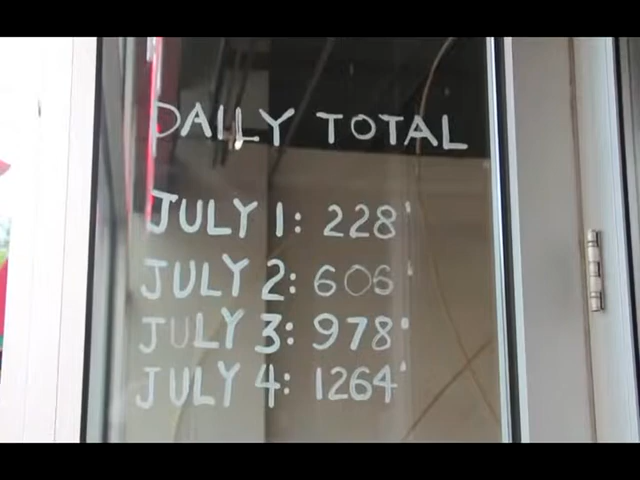 DAILY TOTAL
JULY 1: 228'
JULY 2: 606'
JULY 3: 978'
JULY 4: 1264'